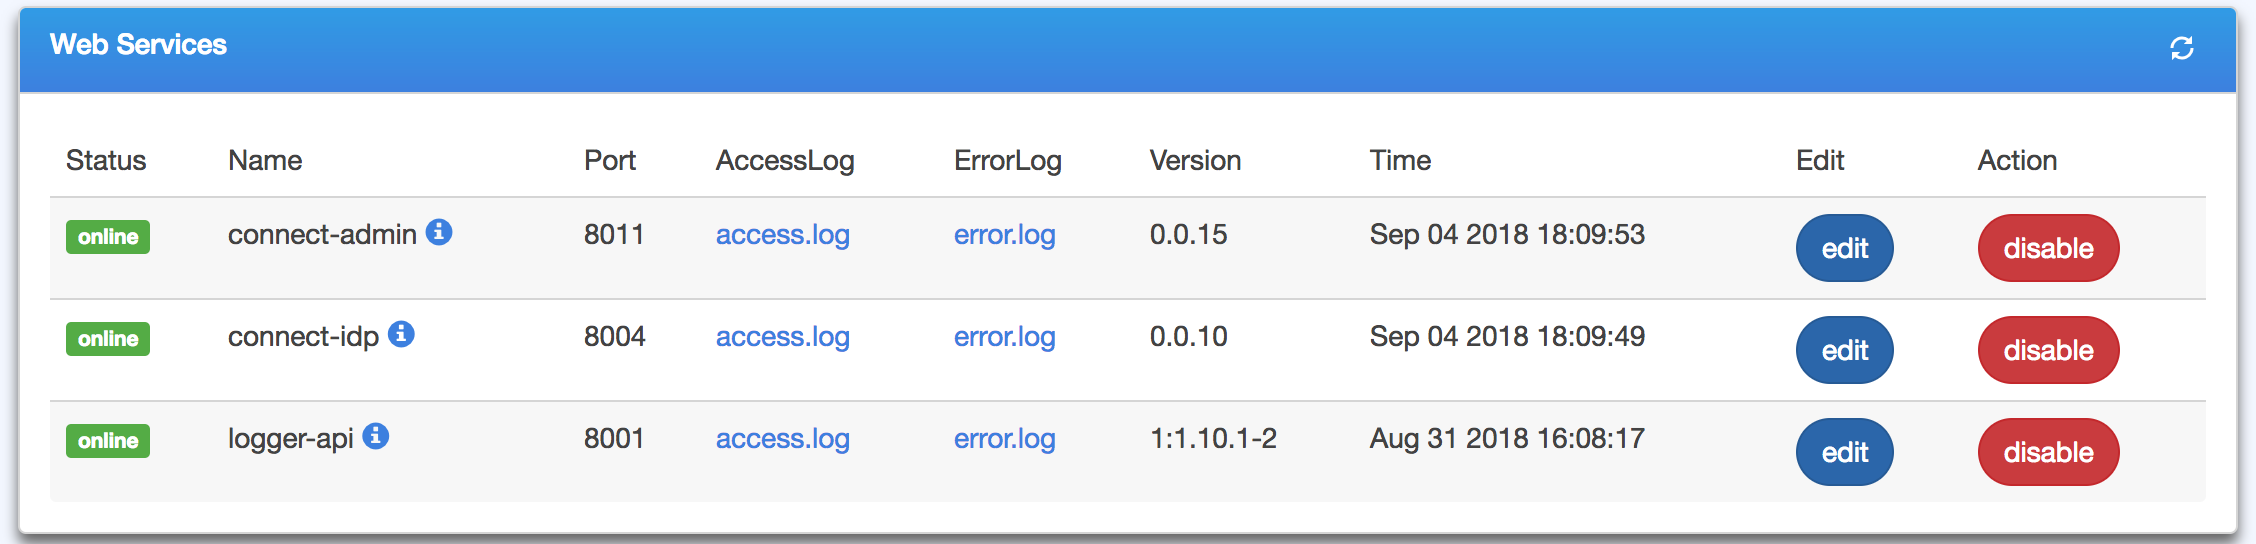 Web Services
Status Name Port AccessLog ErrorLog Version Time Edit Action
online connect-admin 8011 access.log error.log 0.0.15 Sep 04 2018 18:09:53 edit disable
online connect-idp 8004 access.log error.log 0.0.10 Sep 04 2018 18:09:49 edit disable
online logger-api 8001 access.log error.log 1:1.10.1-2 Aug 31 2018 16:08:17 edit disable